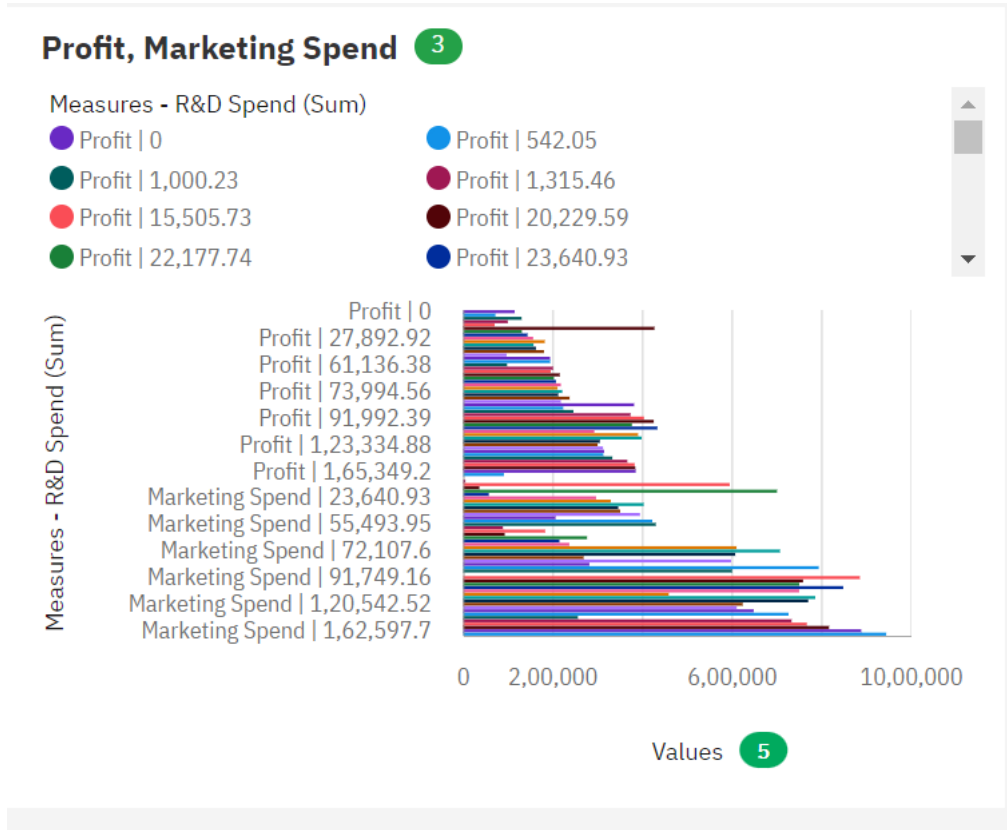 Profit, Marketing Spend 3
Measures - R&D Spend (Sum)
Profit | 0
Profit | 542.05
Profit | 1,000.23
Profit | 1,315.46
Profit | 15,505.73
Profit | 20,229.59
Profit | 22,177.74
Profit | 23,640.93
Measures - R&D Spend (Sum)
Profit | 0
Profit | 27,892.92
Profit | 61,136.38
Profit | 73,994.56
Profit | 91,992.39
Profit | 1,23,334.88
Profit | 1,65,349.2
Marketing Spend | 23,640.93
Marketing Spend | 55,493.95
Marketing Spend | 72,107.6
Marketing Spend | 91,749.16
Marketing Spend | 1,20,542.52
Marketing Spend | 1,62,597.7
0 2,00,000 6,00,000 10,00,000
Values 5